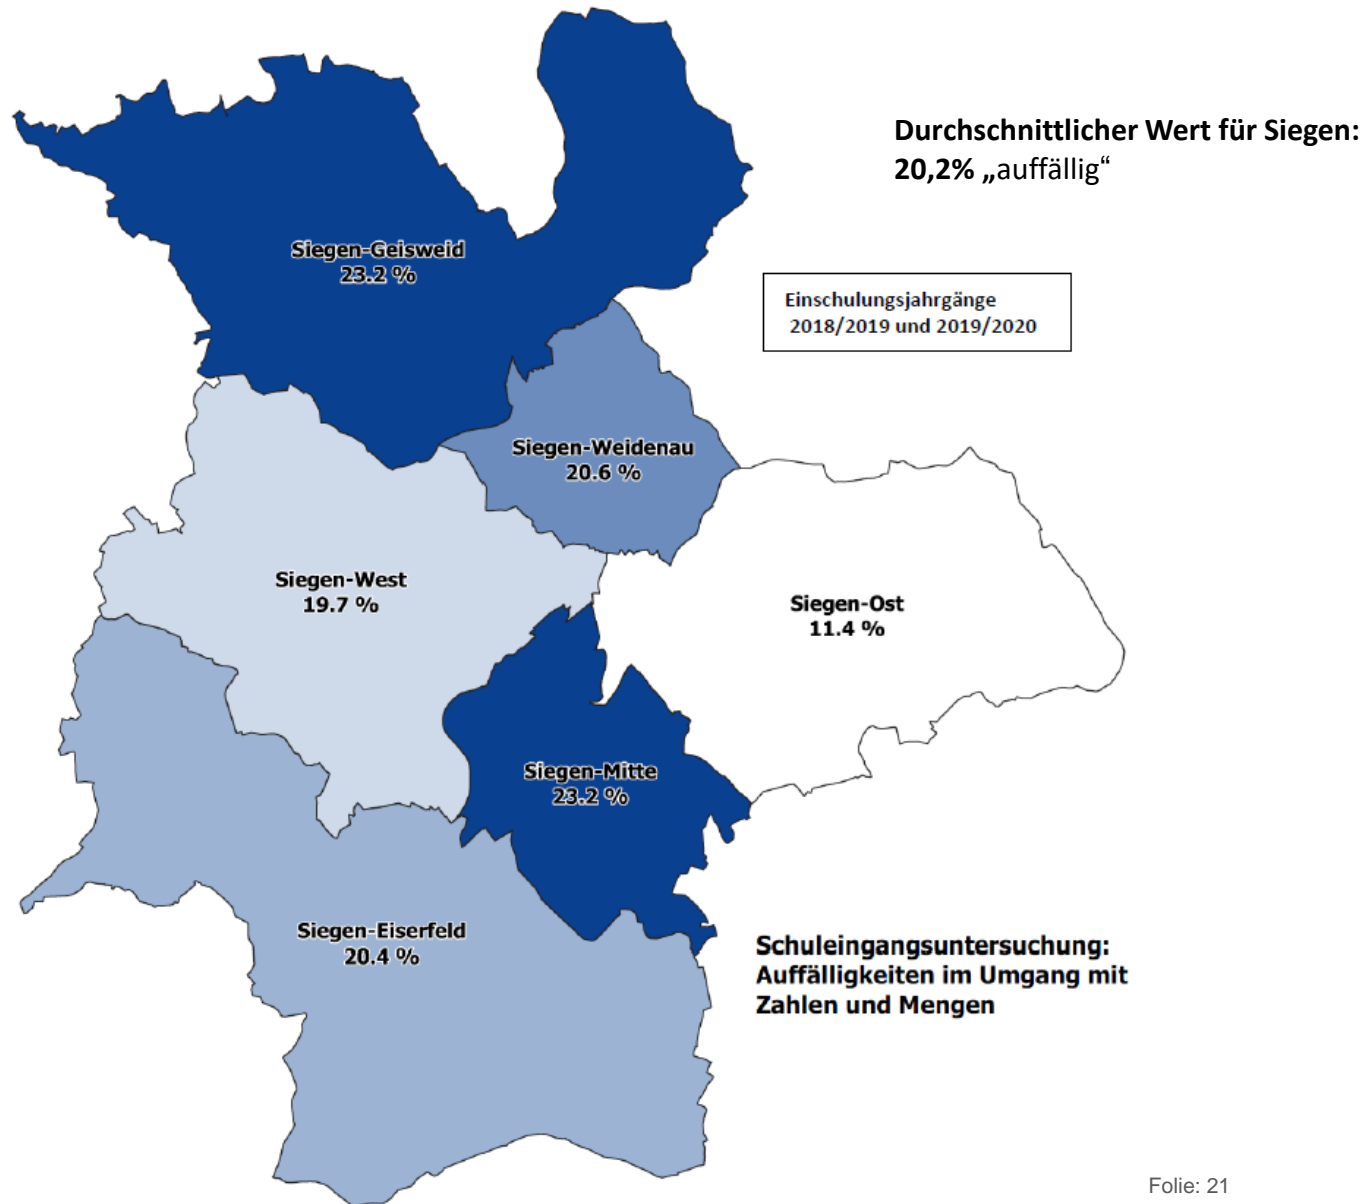 Durchschnittlicher Wert für Siegen:
20,2% „auffällig“
Siegen-Geisweid
23.2 %
Einschulungsjahrgänge
2018/2019 und 2019/2020
Siegen-Weidenau
20.6 %
Siegen-West
19.7 %
Siegen-Ost
11.4 %
Siegen-Mitte
23.2 %
Siegen-Eiserfeld
20.4 %
Schuleingangsuntersuchung:
Auffälligkeiten im Umgang mit
Zahlen und Mengen
Folie: 21